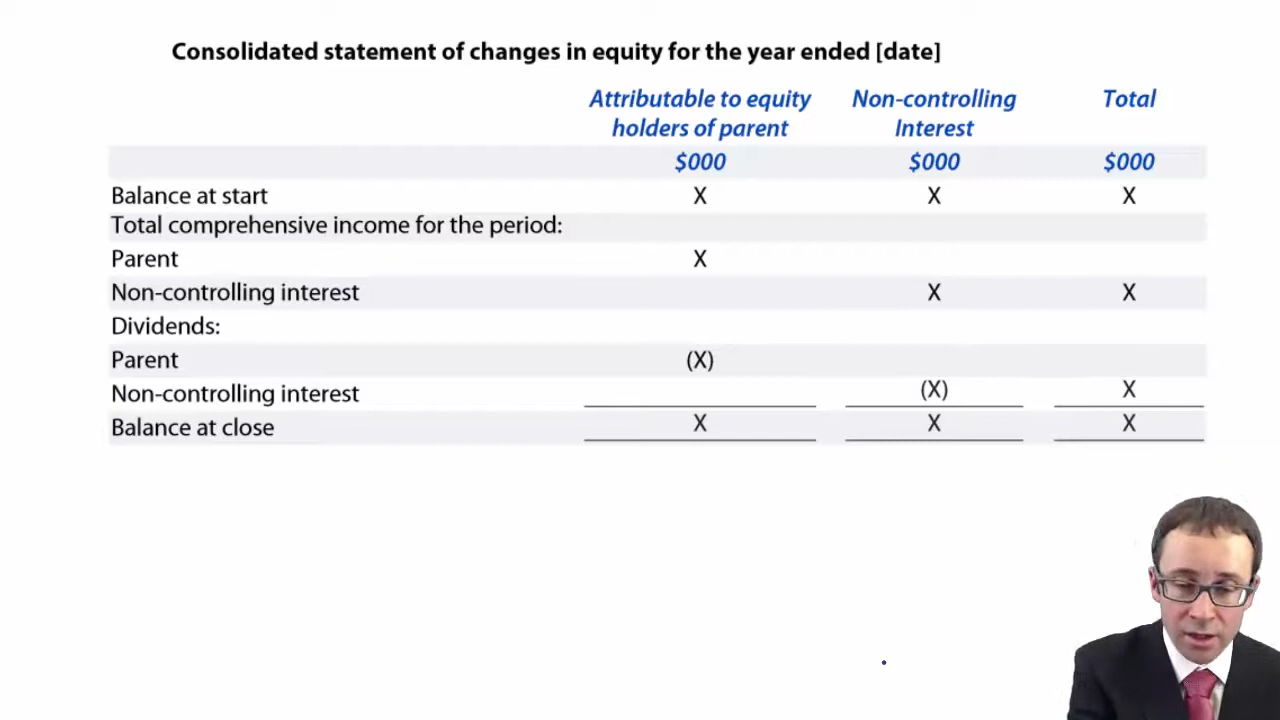 Consolidated statement of changes in equity for the year ended [date]
Attributable to equity holders of parent Non-controlling Interest Total
$000 $000 $000
Balance at start X X X
Total comprehensive income for the period:
Parent X
Non-controlling interest X X
Dividends:
Parent (X)
Non-controlling interest (X) X
Balance at close X X X